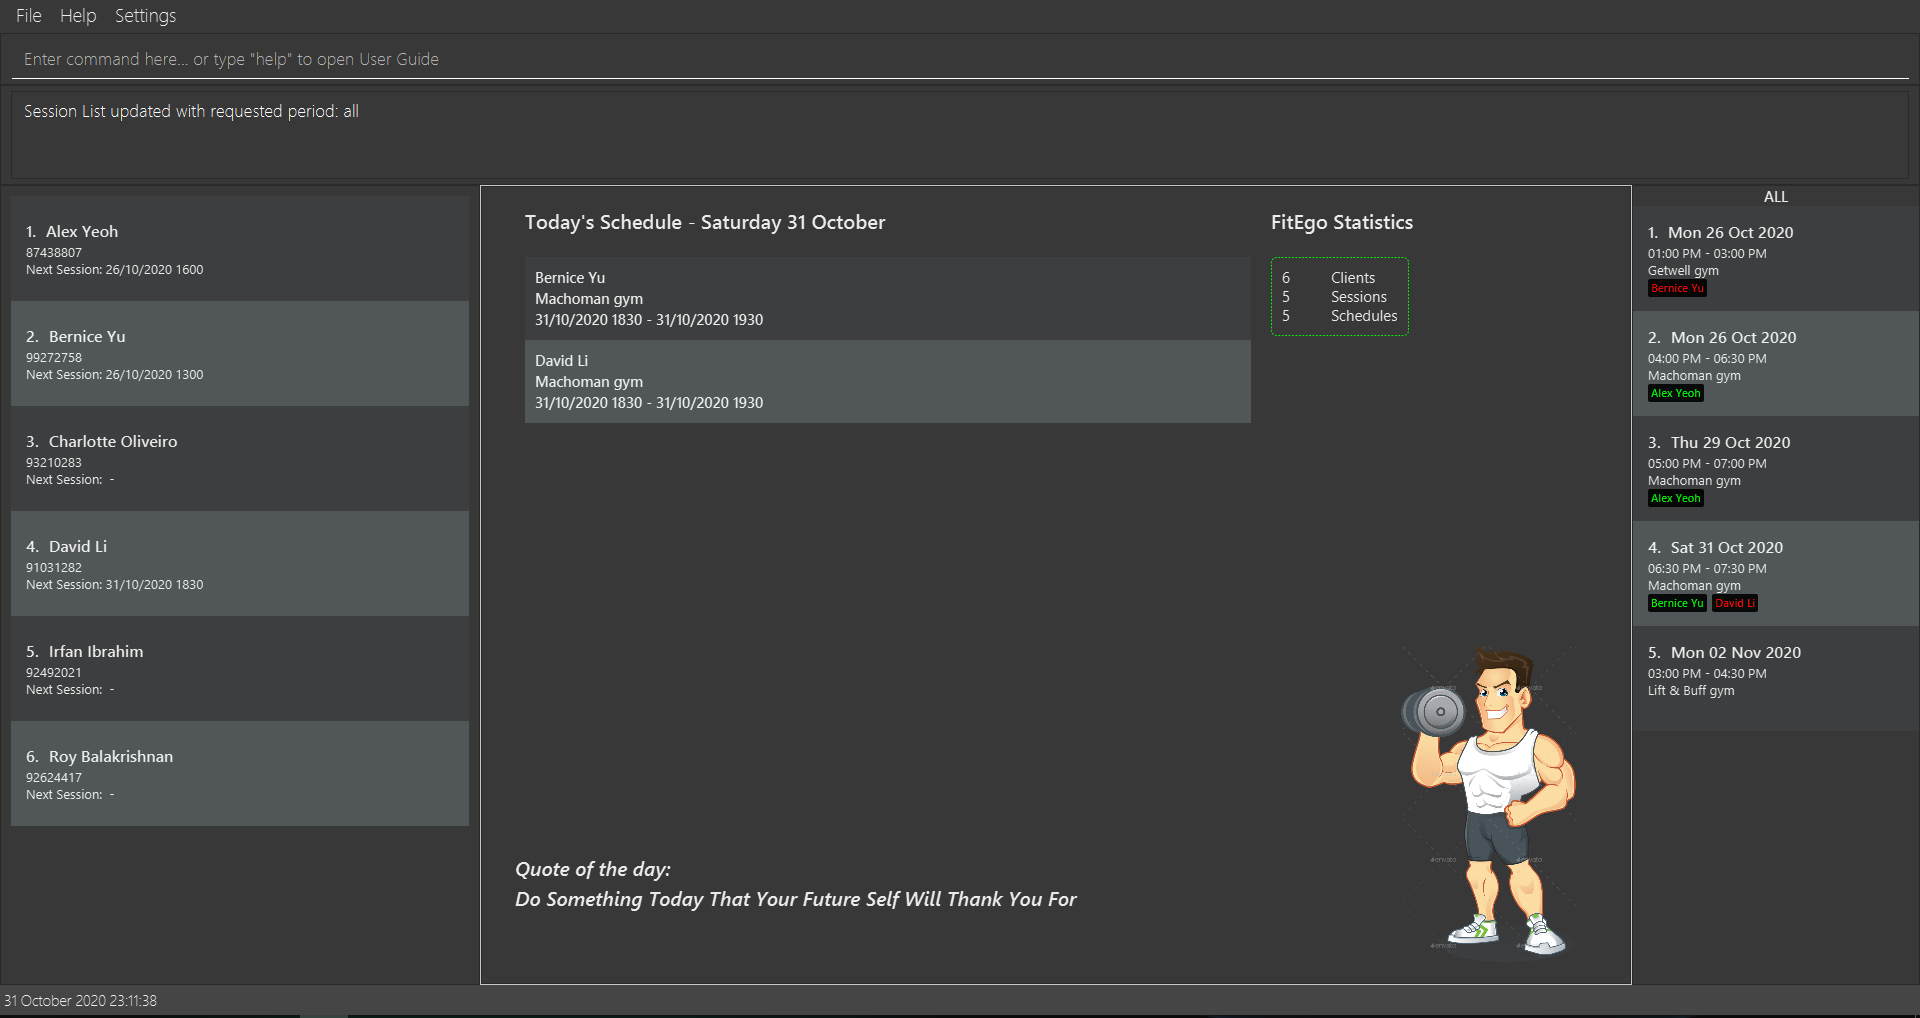 File Help Settings
Enter command here... or type "help" to open User Guide
Session List updated with requested period: all
1. Alex Yeoh
87438807
Next Session: 26/10/2020 1600
2. Bernice Yu
99272758
Next Session: 26/10/2020 1300
3. Charlotte Oliveiro
93210283
Next Session: -
4. David Li
91031282
Next Session: 31/10/2020 1830
5. Irfan Ibrahim
92492021
Next Session: -
6. Roy Balakrishnan
92624417
Next Session: -
Today's Schedule - Saturday 31 October
Bernice Yu
Machoman gym
31/10/2020 1830 - 31/10/2020 1930
David Li
Machoman gym
31/10/2020 1830 - 31/10/2020 1930
FitEgo Statistics
6 Clients
5 Sessions
5 Schedules
Quote of the day:
Do Something Today That Your Future Self Will Thank You For
ALL
1. Mon 26 Oct 2020
01:00 PM - 03:00 PM
Getwell gym
Bernice Yu
2. Mon 26 Oct 2020
04:00 PM - 06:30 PM
Machoman gym
Alex Yeoh
3. Thu 29 Oct 2020
05:00 PM - 07:00 PM
Machoman gym
Alex Yeoh
4. Sat 31 Oct 2020
06:30 PM - 07:30 PM
Machoman gym
Bernice Yu David Li
5. Mon 02 Nov 2020
03:00 PM - 04:30 PM
Lift & Buff gym
31 October 2020 23:11:38